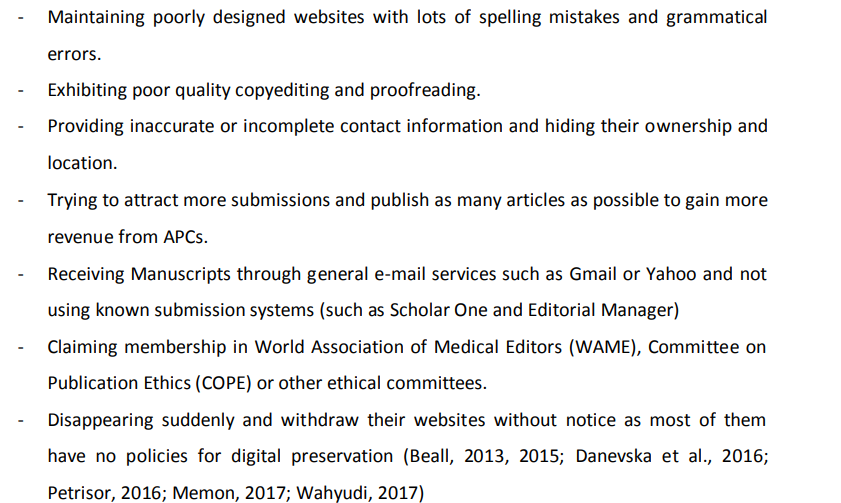 - Maintaining poorly designed websites with lots of spelling mistakes and grammatical
errors.
- Exhibiting poor quality copyediting and proofreading.
- Providing inaccurate or incomplete contact information and hiding their ownership and
location.
- Trying to attract more submissions and publish as many articles as possible to gain more
revenue from APCs.
- Receiving Manuscripts through general e-mail services such as Gmail or Yahoo and not
using known submission systems (such as Scholar One and Editorial Manager)
- Claiming membership in World Association of Medical Editors (WAME), Committee on
Publication Ethics (COPE) or other ethical committees.
- Disappearing suddenly and withdraw their websites without notice as most of them
have no policies for digital preservation (Beall, 2013, 2015; Danevska et al., 2016;
Petrisor, 2016; Memon, 2017; Wahyudi, 2017)